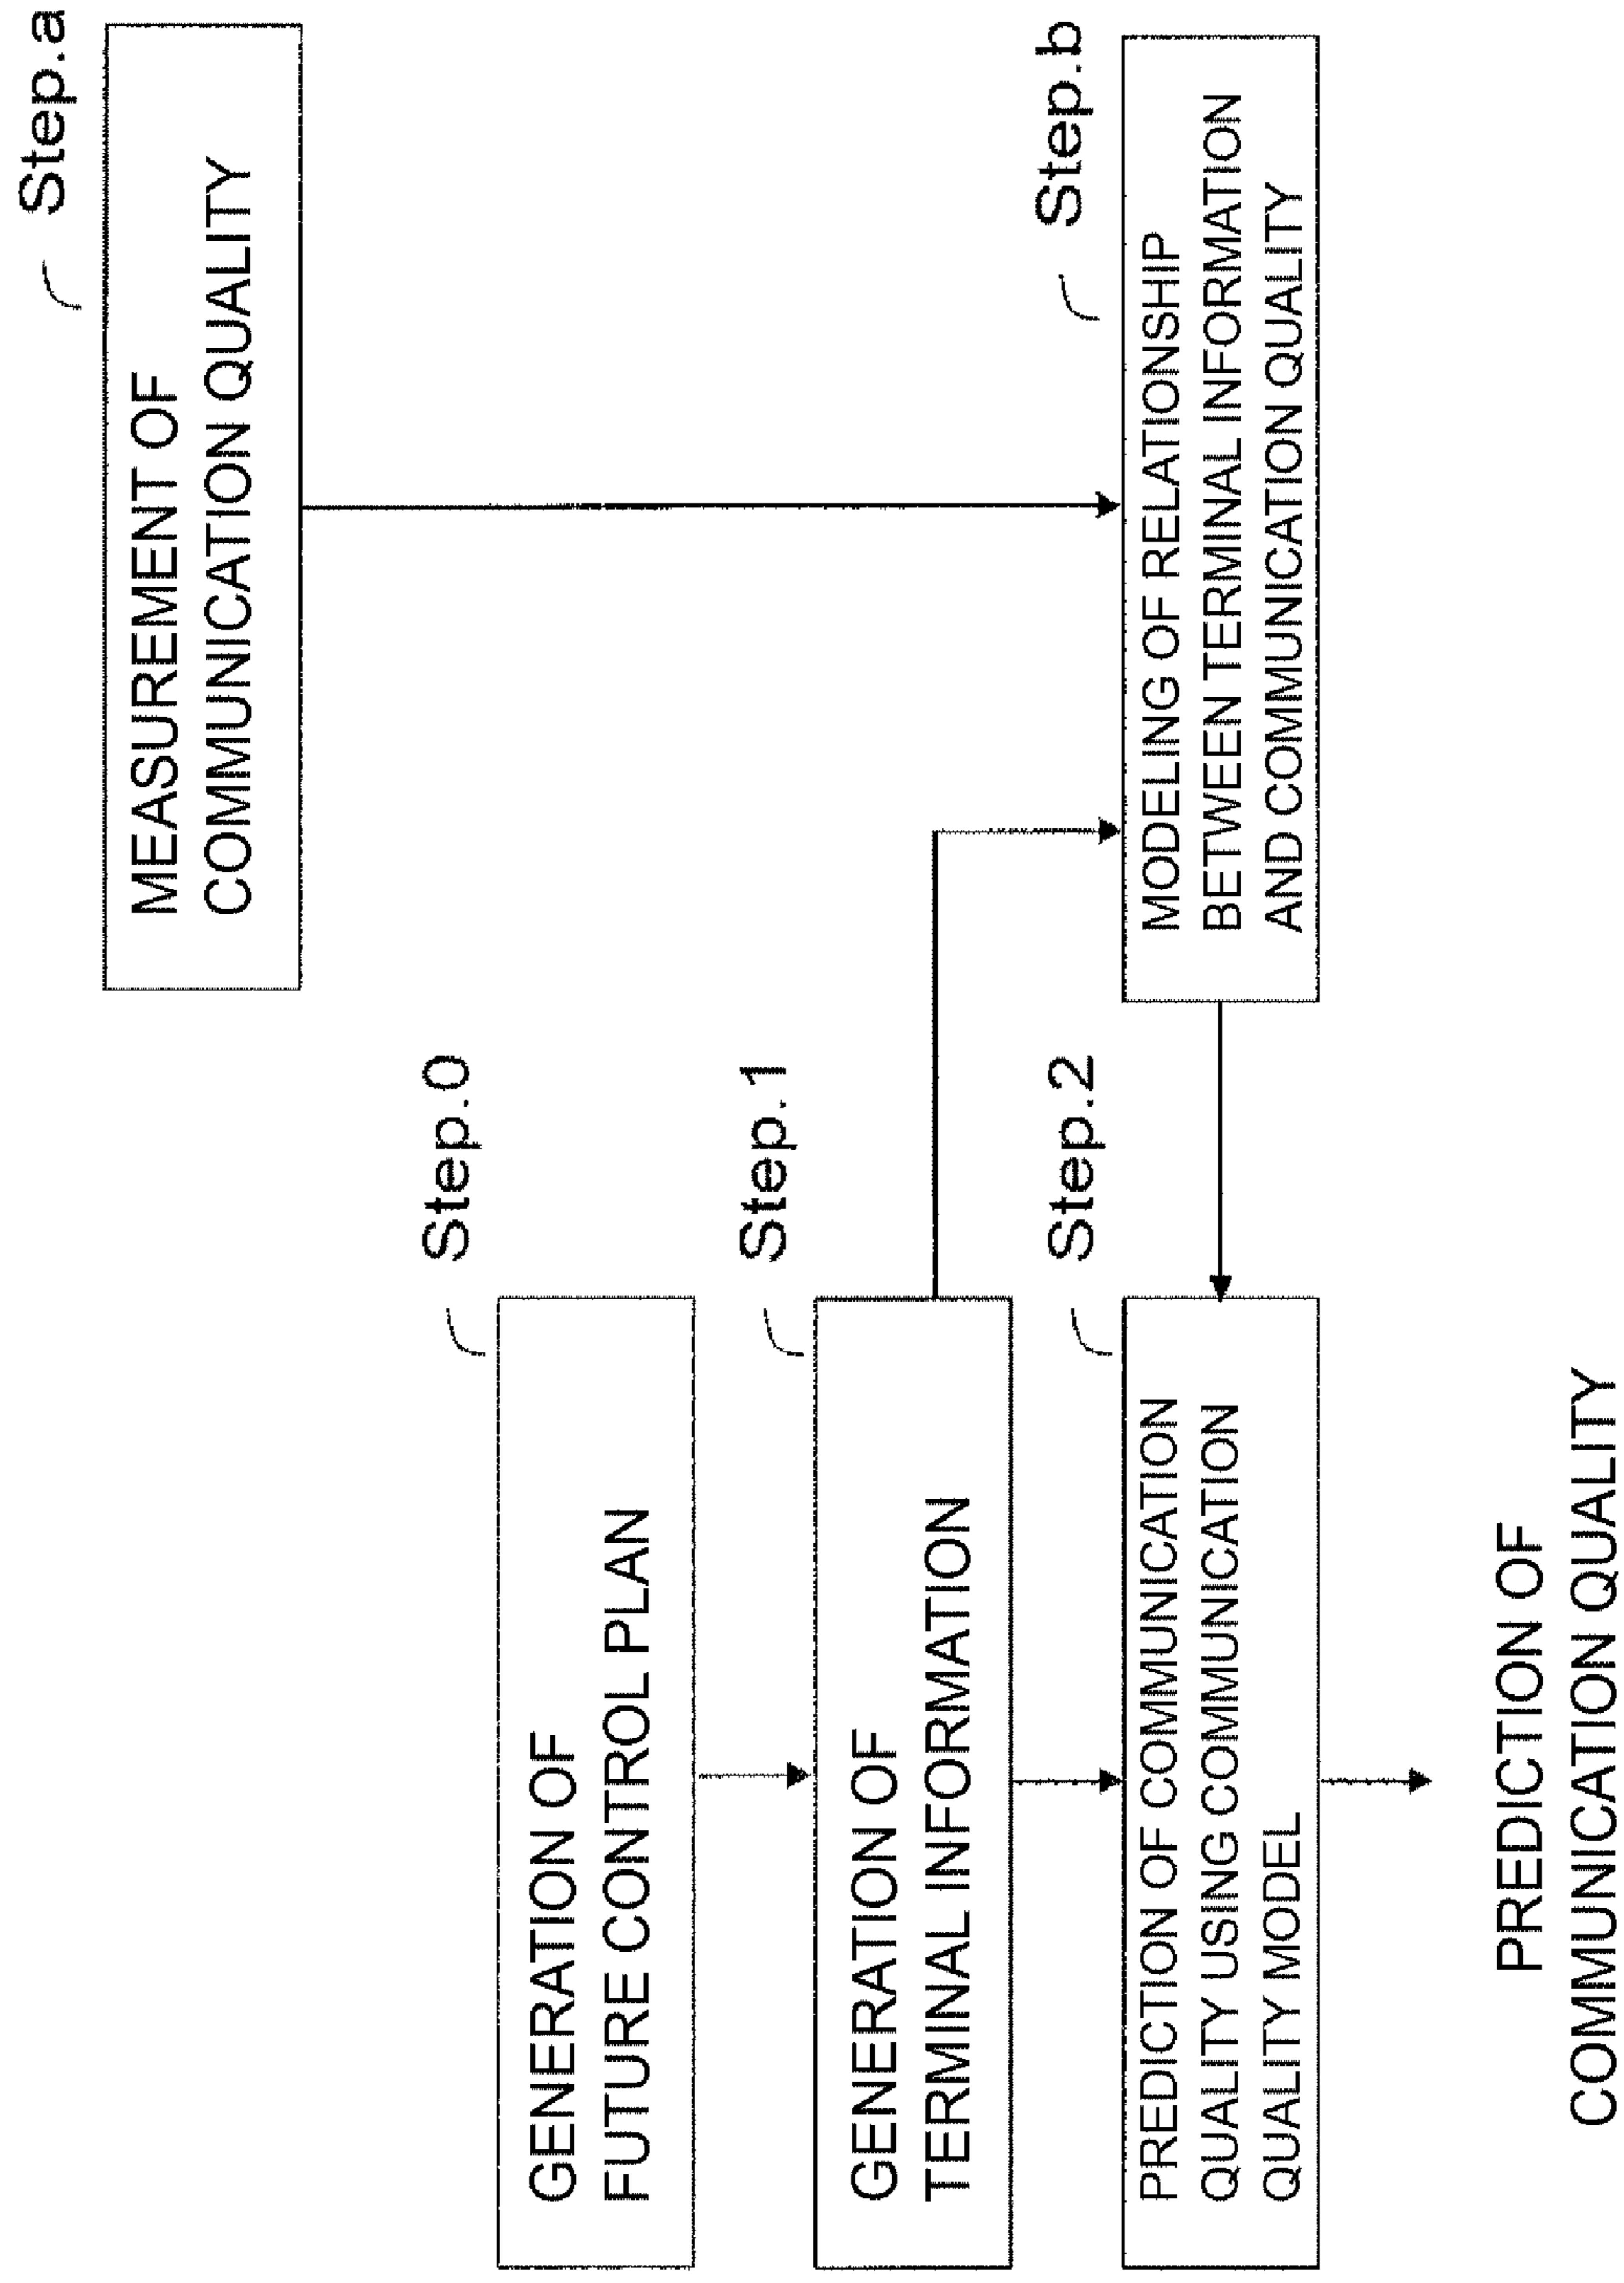 Step.a
MEASUREMENT OF
COMMUNICATION QUALITY
Step.0
GENERATION OF
FUTURE CONTROL PLAN
Step.1
GENERATION OF
TERMINAL INFORMATION
Step.2
PREDICTION OF COMMUNICATION
QUALITY USING COMMUNICATION
QUALITY MODEL
Step.b
MODELING OF RELATIONSHIP
BETWEEN TERMINAL INFORMATION
AND COMMUNICATION QUALITY
PREDICTION OF
COMMUNICATION QUALITY